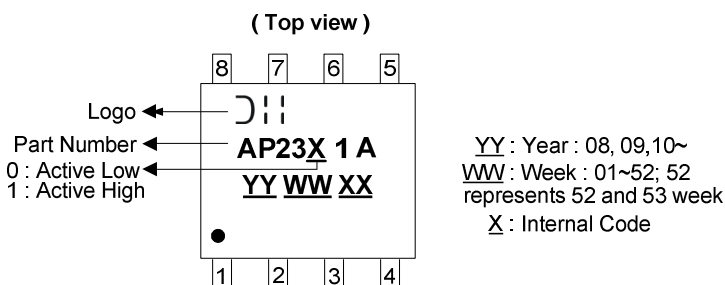 ( Top view )
8 7 6 5
Logo
Part Number
0 : Active Low
1 : Active High
AP23X 1 A
YY WW XX
1 2 3 4
YY : Year : 08, 09,10~
WW : Week : 01~52; 52
represents 52 and 53 week
X : Internal Code